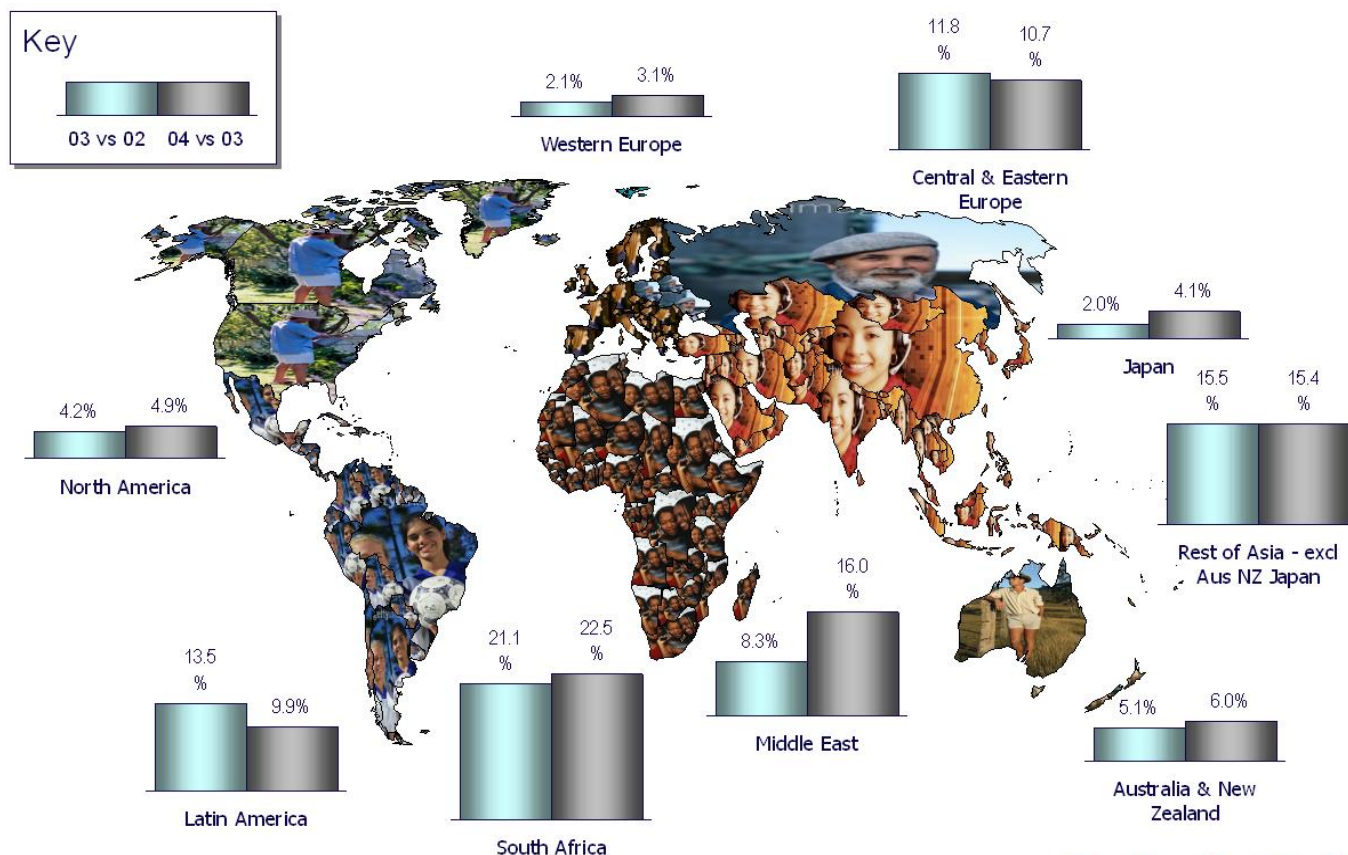 Key
03 vs 02 04 vs 03
2.1% 3.1%
Western Europe
11.8
%
10.7
%
Central & Eastern
Europe
2.0% 4.1%
Japan
4.2% 4.9%
North America
15.5
%
15.4
%
Rest of Asia - excl
Aus NZ Japan
13.5
%
9.9%
Latin America
21.1
%
22.5
%
South Africa
8.3%
16.0
%
Middle East
5.1% 6.0%
Australia & New
Zealand